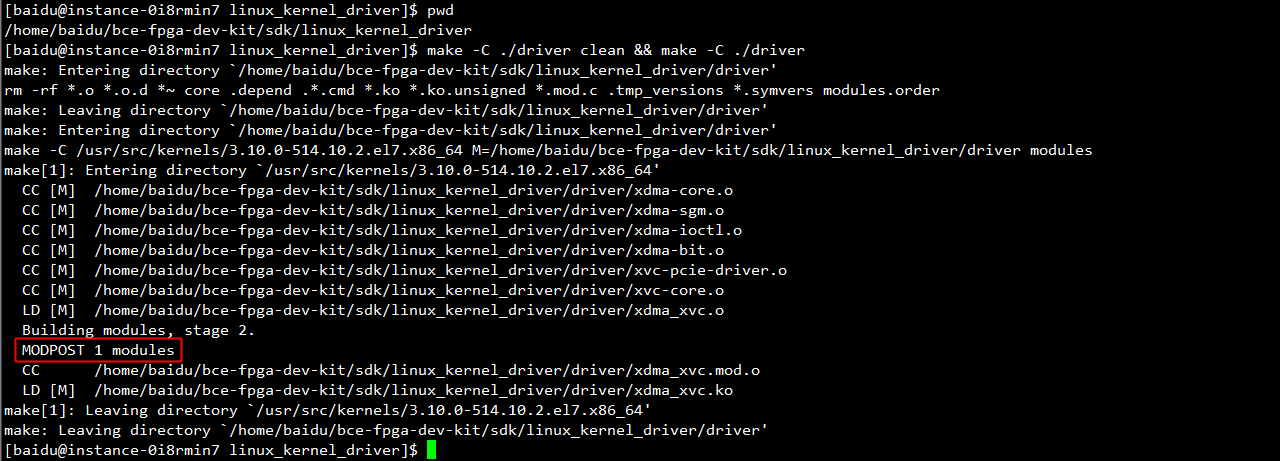 [baidu@instance-0i8rmin7 linux_kernel_driver]$ pwd
/home/baidu/bce-fpga-dev-kit/sdk/linux_kernel_driver
[baidu@instance-0i8rmin7 linux_kernel_driver]$ make -C ./driver clean && make -C ./driver
make: Entering directory `/home/baidu/bce-fpga-dev-kit/sdk/linux_kernel_driver/driver'
rm -rf *.o *.o.d *~ core .depend .*.cmd *.ko *.ko.unsigned *.mod.c .tmp_versions *.symvers modules.order
make: Leaving directory `/home/baidu/bce-fpga-dev-kit/sdk/linux_kernel_driver/driver'
make: Entering directory `/home/baidu/bce-fpga-dev-kit/sdk/linux_kernel_driver/driver'
make -C /usr/src/kernels/3.10.0-514.10.2.el7.x86_64 M=/home/baidu/bce-fpga-dev-kit/sdk/linux_kernel_driver/driver modules
make[1]: Entering directory `/usr/src/kernels/3.10.0-514.10.2.el7.x86_64'
  CC [M]  /home/baidu/bce-fpga-dev-kit/sdk/linux_kernel_driver/driver/xdma-core.o
  CC [M]  /home/baidu/bce-fpga-dev-kit/sdk/linux_kernel_driver/driver/xdma-sgm.o
  CC [M]  /home/baidu/bce-fpga-dev-kit/sdk/linux_kernel_driver/driver/xdma-ioctl.o
  CC [M]  /home/baidu/bce-fpga-dev-kit/sdk/linux_kernel_driver/driver/xdma-bit.o
  CC [M]  /home/baidu/bce-fpga-dev-kit/sdk/linux_kernel_driver/driver/xvc-pcie-driver.o
  CC [M]  /home/baidu/bce-fpga-dev-kit/sdk/linux_kernel_driver/driver/xvc-core.o
  LD [M]  /home/baidu/bce-fpga-dev-kit/sdk/linux_kernel_driver/driver/xdma_xvc.o
  Building modules, stage 2.
  MODPOST 1 modules
  CC      /home/baidu/bce-fpga-dev-kit/sdk/linux_kernel_driver/driver/xdma_xvc.mod.o
  LD [M]  /home/baidu/bce-fpga-dev-kit/sdk/linux_kernel_driver/driver/xdma_xvc.ko
make[1]: Leaving directory `/usr/src/kernels/3.10.0-514.10.2.el7.x86_64'
make: Leaving directory `/home/baidu/bce-fpga-dev-kit/sdk/linux_kernel_driver/driver'
[baidu@instance-0i8rmin7 linux_kernel_driver]$